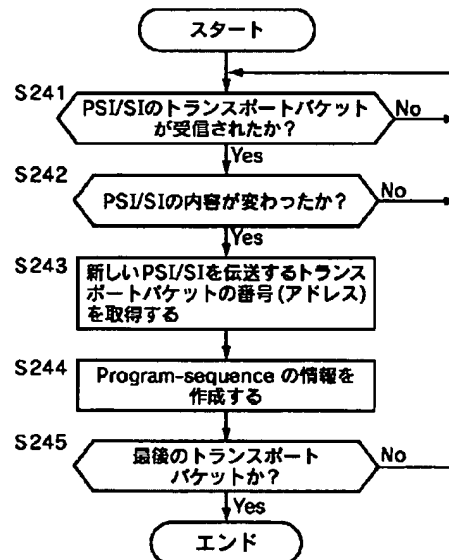 スタート
S241
PSI/SIのトランスポートパケット
が受信されたか?
No
Yes
S242
PSI/SIの内容が変わったか?
No
Yes
S243
新しいPSI/SIを伝送するトランス
ポートパケットの番号(アドレス)
を取得する
S244
Program-sequence の情報を
作成する
S245
最後のトランスポート
パケットか?
No
Yes
エンド